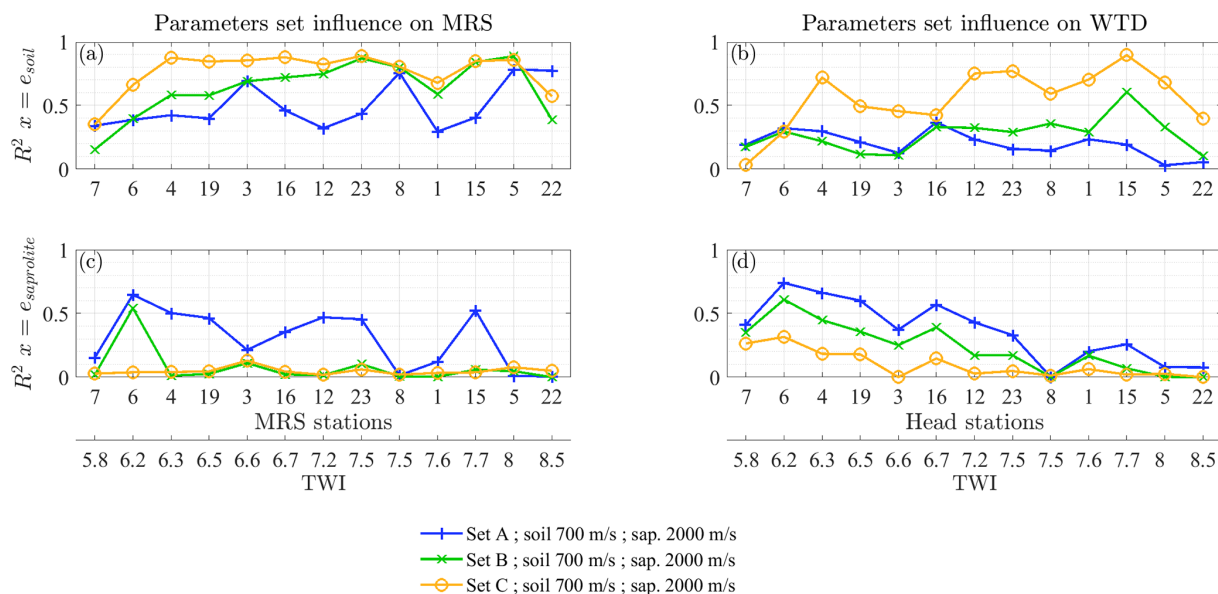 Parameters set influence on MRS
Parameters set influence on WTD
(a)
1
0.5
0
R² x = e_soil
7 6 4 19 3 16 12 23 8 1 15 5 22
(b)
1
0.5
0
R² x = e_soil
7 6 4 19 3 16 12 23 8 1 15 5 22
(c)
1
0.5
0
R² x = e_saprolite
7 6 4 19 3 16 12 23 8 1 15 5 22
MRS stations
5.8 6.2 6.3 6.5 6.6 6.7 7.2 7.5 7.5 7.6 7.7 8 8.5
TWI
(d)
1
0.5
0
R² x = e_saprolite
7 6 4 19 3 16 12 23 8 1 15 5 22
Head stations
5.8 6.2 6.3 6.5 6.6 6.7 7.2 7.5 7.5 7.6 7.7 8 8.5
TWI
Set A ; soil 700 m/s ; sap. 2000 m/s
Set B ; soil 700 m/s ; sap. 2000 m/s
Set C ; soil 700 m/s ; sap. 2000 m/s